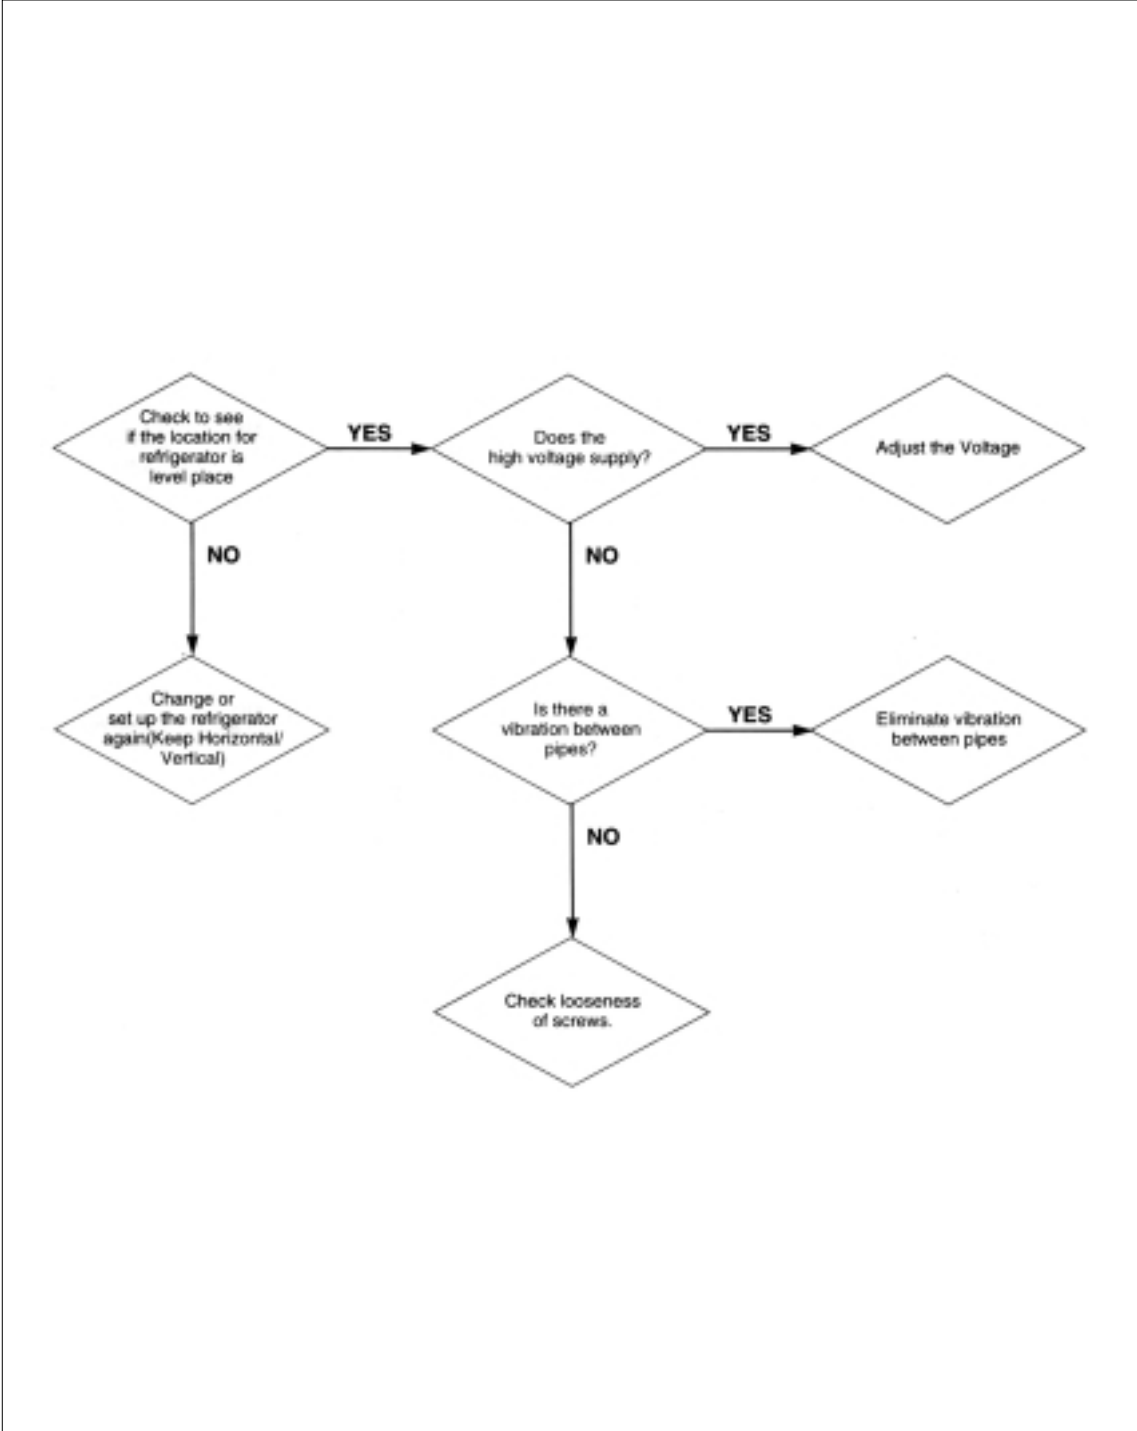 Check to see
if the location for
refrigerator is
level place
YES
Does the
high voltage supply?
YES
Adjust the Voltage
NO
NO
Change or
set up the refrigerator
again(Keep Horizontal/
Vertical)
Is there a
vibration between
pipes?
YES
Eliminate vibration
between pipes
NO
Check looseness
of screws.